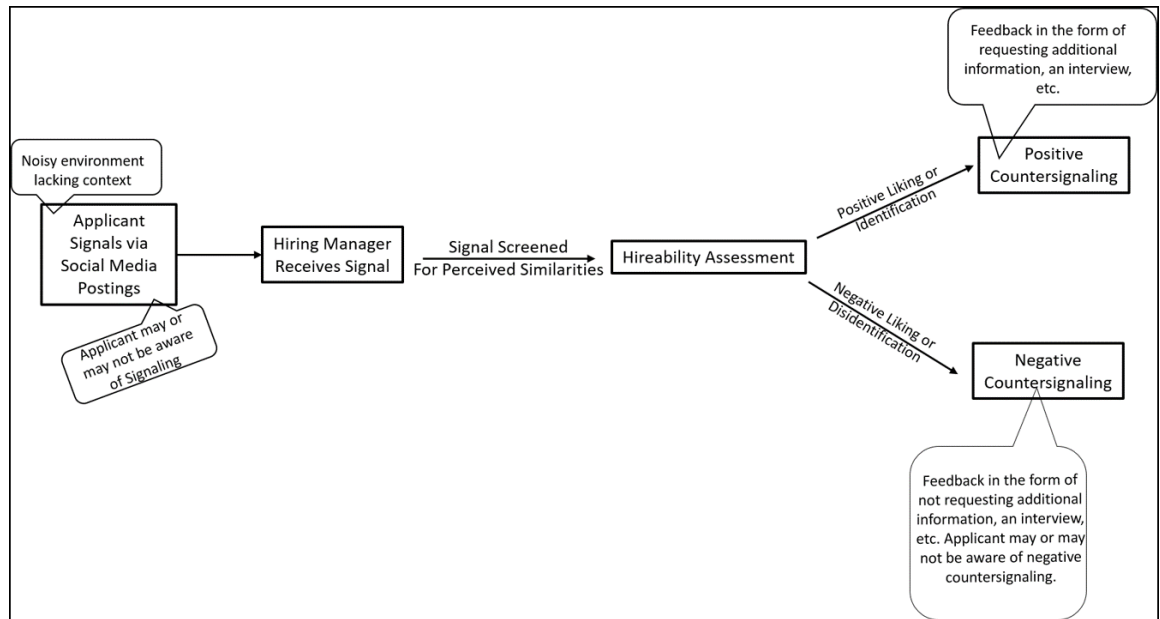 Noisy environment
lacking context
Applicant
Signals via
Social Media
Postings
Applicant may or
may not be aware
of Signaling
Hiring Manager
Receives Signal
Signal Screened
For Perceived Similarities
Hireability Assessment
Positive Liking or
Identification
Feedback in the form of
requesting additional
information, an interview,
etc.
Positive
Countersignaling
Negative Liking or
Disidentification
Negative
Countersignaling
Feedback in the form of
not requesting additional
information, an interview,
etc. Applicant may or may
not be aware of negative
countersignaling.